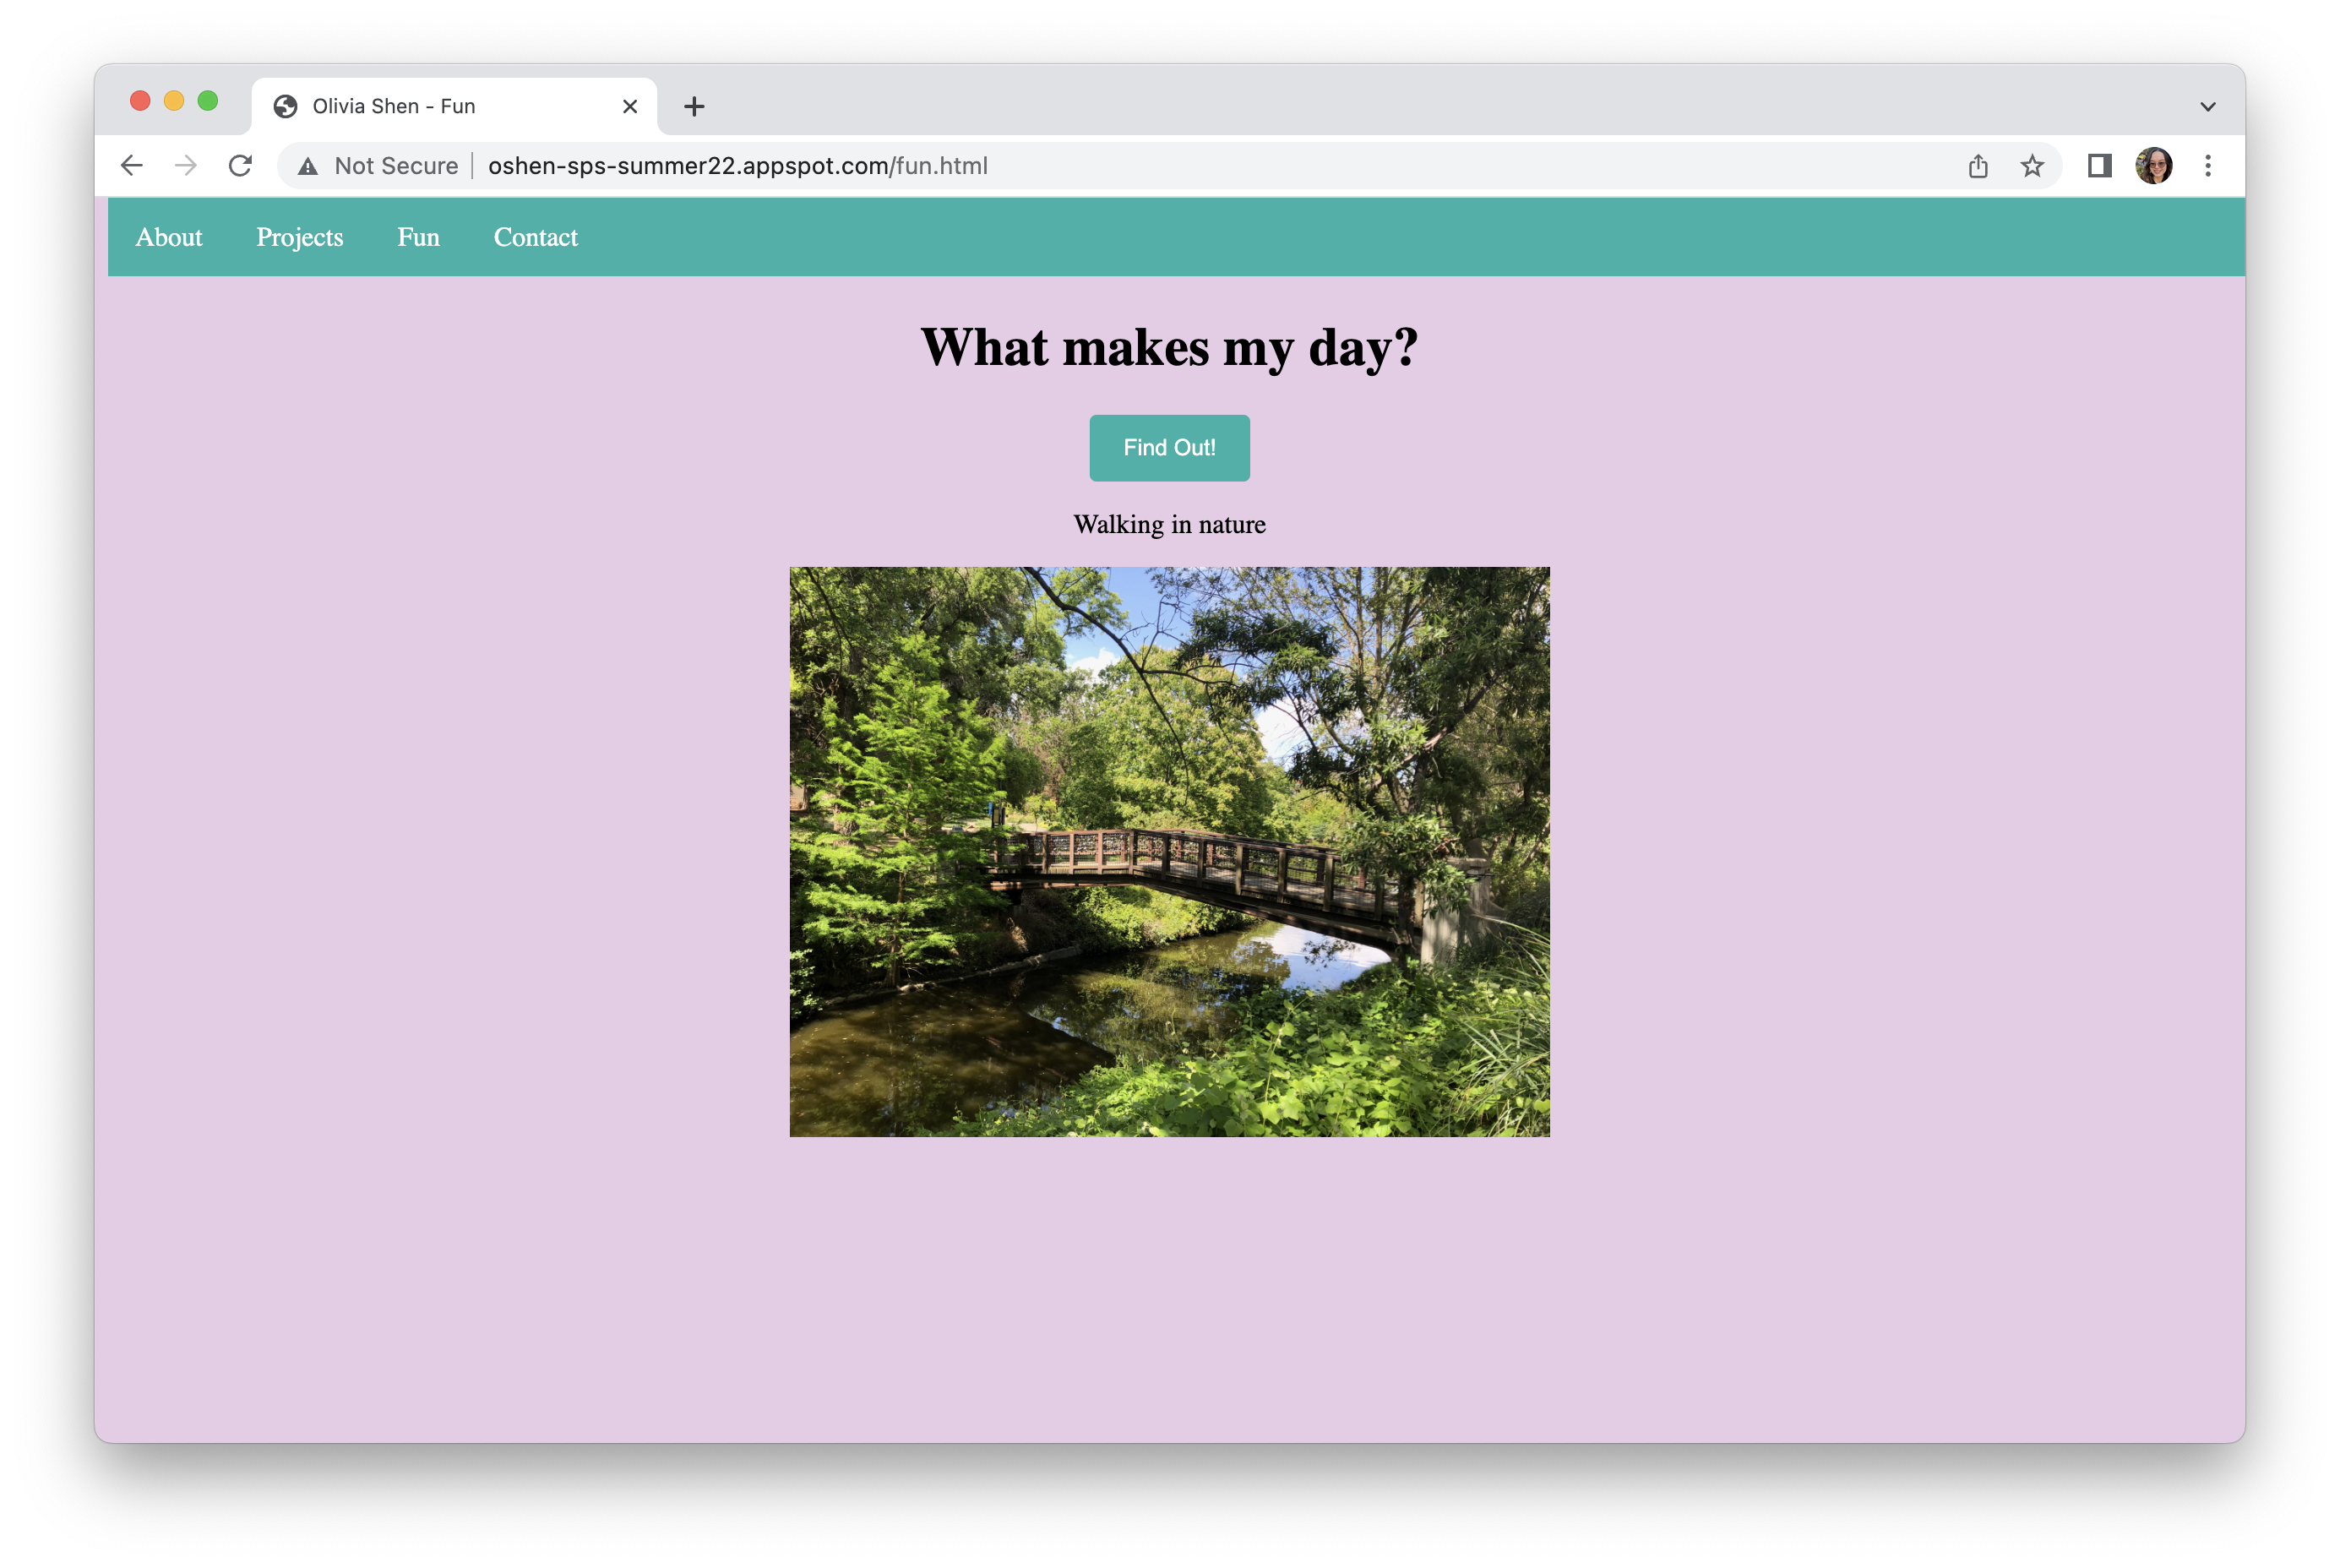 Olivia Shen - Fun
Not Secure | oshen-sps-summer22.appspot.com/fun.html
About Projects Fun Contact
What makes my day?
Find Out!
Walking in nature